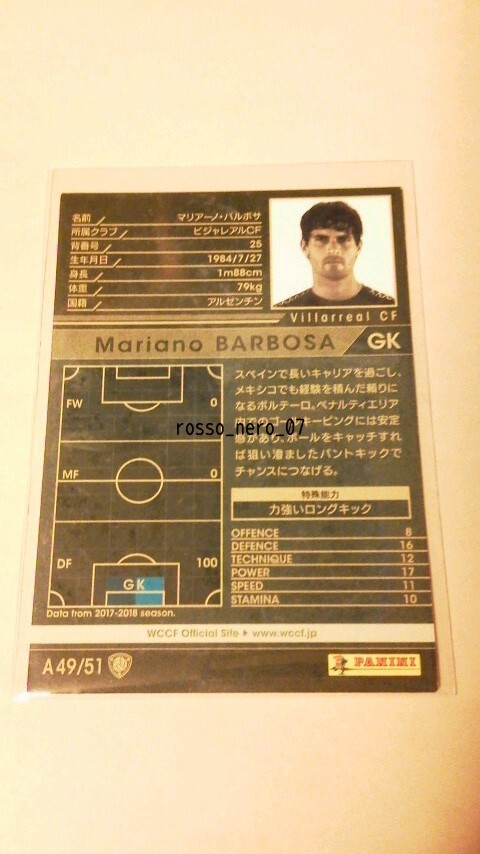 名前 マリアーノ・バルボサ
所属クラブ ビジャレアルCF
背番号 25
生年月日 1984/7/27
身長 1m88cm
体重 79kg
国籍 アルゼンチン
Villarreal CF
Mariano BARBOSA GK
FW 0
MF 0
DF 100
GK
Data from 2017-2018 season.
スペインで長いキャリアを過ごし、
メキシコでも経験を積んだ頼りに
なるポルテーロ。ペナルティエリア
内でのゴールキーピングには安定
感があり、ボールをキャッチすれ
ば狙い澄ましたパントキックで
チャンスにつなげる。
rosso_nero_07
特殊能力
力強いロングキック
OFFENCE 8
DEFENCE 16
TECHNIQUE 12
POWER 17
SPEED 11
STAMINA 10
WCCF Official Site ▶ www.wccf.jp
A49/51
PANINI